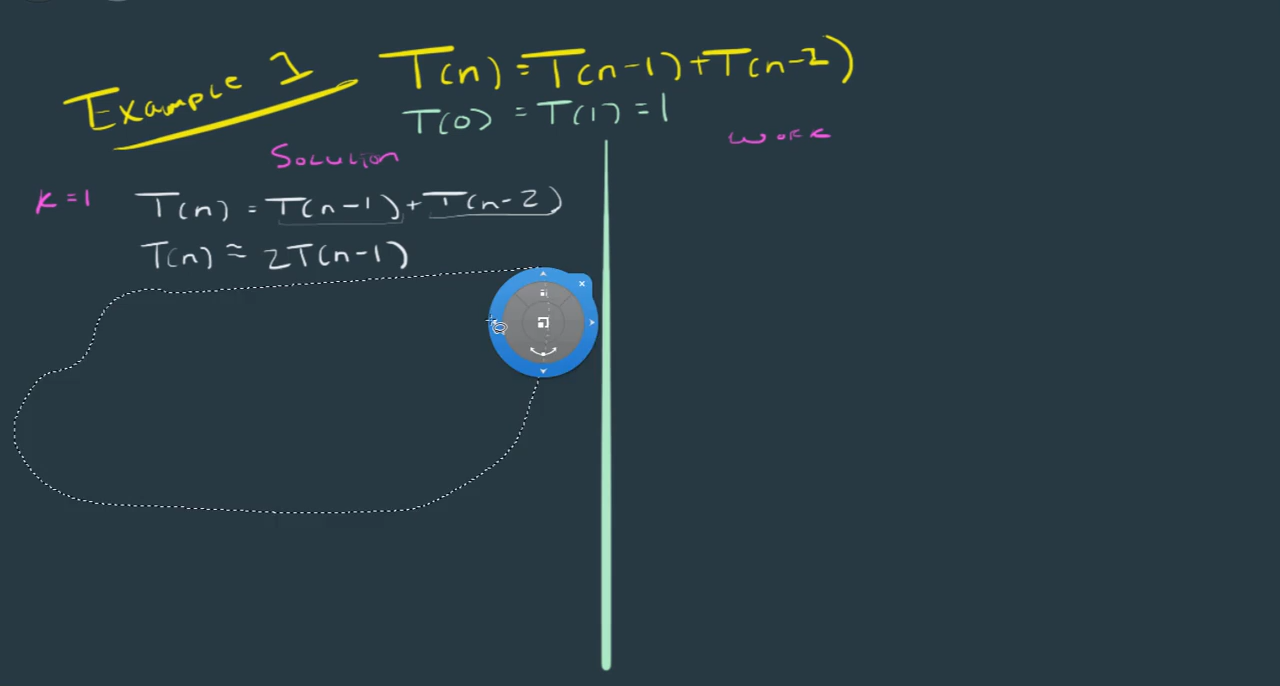 Example 1 T(n) = T(n-1) + T(n-2)
T(0) = T(1) = 1
Solution
Work
K=1 T(n) = T(n-1) + T(n-2)
T(n) ≈ 2T(n-1)